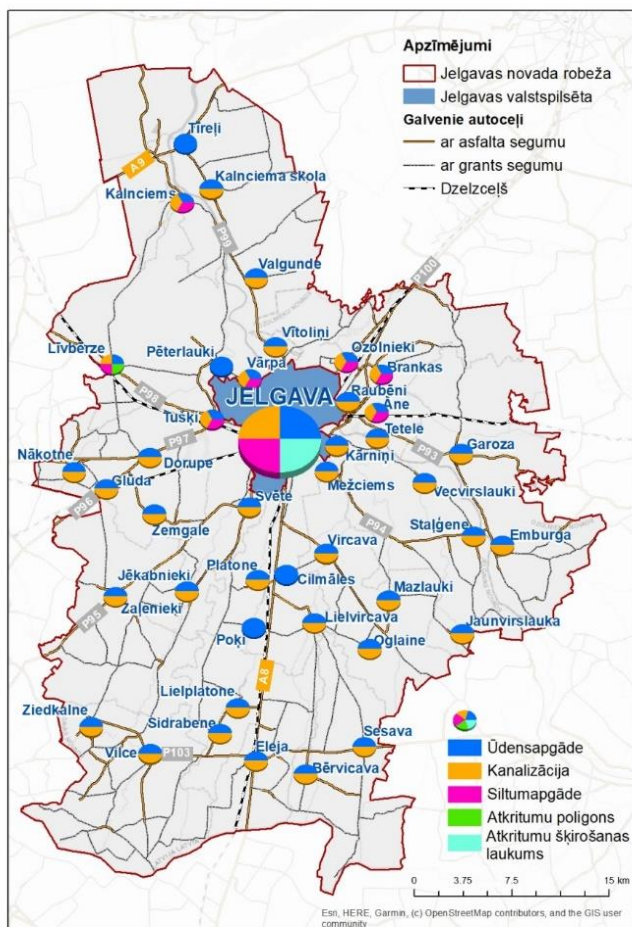 Apzīmējumi
Jelgavas novada robeža
Jelgavas valstspilsēta
Galvenie autoceļi
ar asfalta segumu
ar grants segumu
Dzelzceļš
Tīreļi
A9
Kalnciema skola
Kalnciems
P99
Valgunde
P100
Vītoliņi
Līvbērze
Pēterlauki
Vārpa
Ozolnieki
Brankas
JELGAVA
Raubēni
Āne
P98
Tušķi
Tetele
P97
P93
Garoza
Nākotne
Dorupe
Kārniņi
Glūda
Mežciems
Vecvirslauki
P96
Svēte
P94
Zemgale
Staļģene
Emburga
Vircava
Jēkabnieki
Platone
Cilmāles
Mazlauki
Zaļenieki
P95
Lielvircava
Jaunvirslauka
Poķi
Oglaine
A8
Lielplatone
Ziedkalne
Sidrabene
Sesava
Vilce
P103
Eleja
Bērvicava
Ūdensapgāde
Kanalizācija
Siltumapgāde
Atkritumu poligons
Atkritumu šķirošanas
laukums
0 3.75 7.5 15 km
Esri, HERE, Garmin, (c) OpenStreetMap contributors, and the GIS user
community